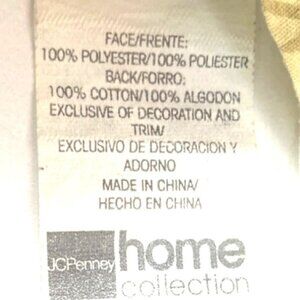 FACE/FRENTE:
100% POLYESTER/100% POLIESTER
BACK/FORRO:
100% COTTON/100% ALGODON
EXCLUSIVE OF DECORATION AND
TRIM/
EXCLUSIVO DE DECORACION Y
ADORNO
MADE IN CHINA/
HECHO EN CHINA
JCPenney home
collection